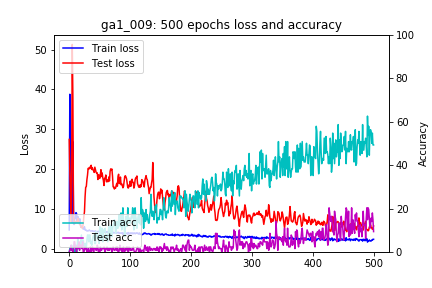 ga1_009: 500 epochs loss and accuracy
Train loss
Test loss
Train acc
Test acc
Loss
50
40
30
20
10
0
Accuracy
100
80
60
40
20
0
0 100 200 300 400 500